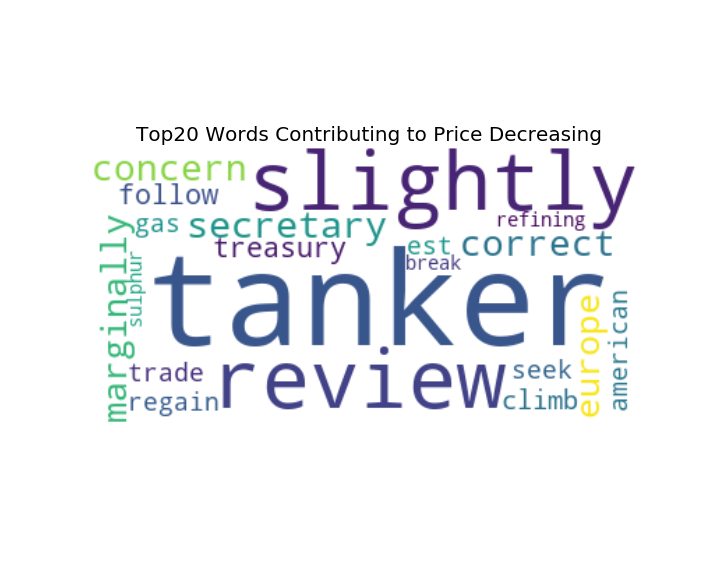 Top20 Words Contributing to Price Decreasing
concern
slightly
follow
gas
secretary
refining
treasury
est
correct
break
marginally
sulphur
tanker
europe
american
trade
review
seek
regain
climb